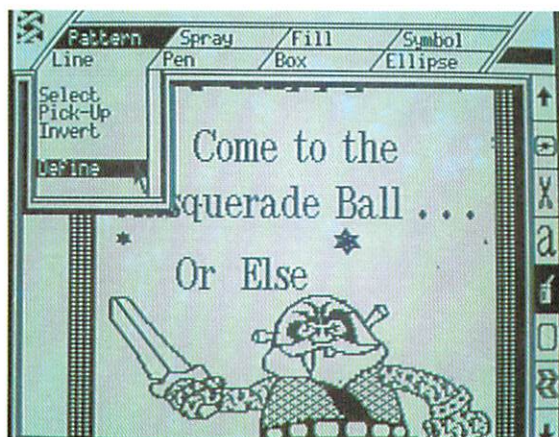 Pattern Spray Fill Symbol
Line Pen Box Ellipse
Select
Pick-Up
Invert
Define
Come to the
squerade Ball . . .
Or Else
a